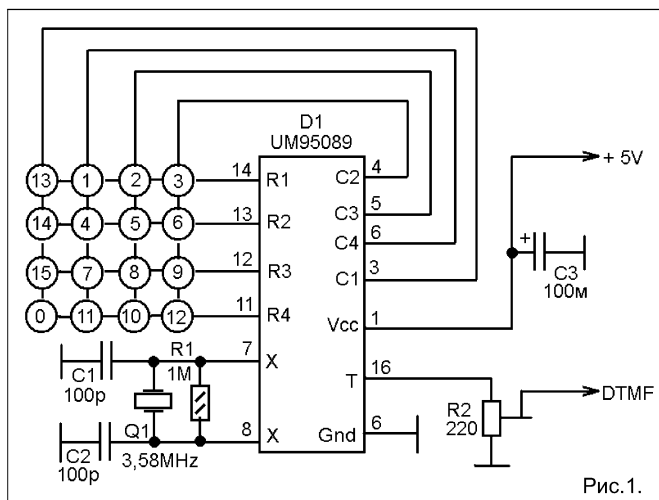 D1
UM95089
13 1 2 3 14 R1 C2 4
14 4 5 6 13 R2 C3 5
C4 6
15 7 8 9 12 R3 C1 3
0 11 10 12 11 R4 Vcc 1
+ 5V
+
C3
100м
C1
100p
R1
1M
7 X
T 16
R2
220
DTMF
C2
100p
Q1
3,58MHz
8 X
Gnd 6
Рис.1.